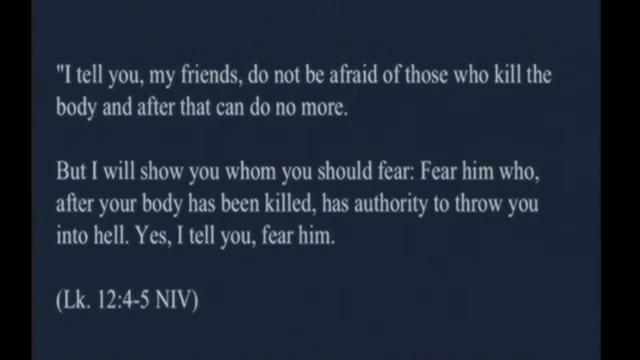 "I tell you, my friends, do not be afraid of those who kill the
body and after that can do no more.
But I will show you whom you should fear: Fear him who,
after your body has been killed, has authority to throw you
into hell. Yes, I tell you, fear him.
(Lk. 12:4-5 NIV)